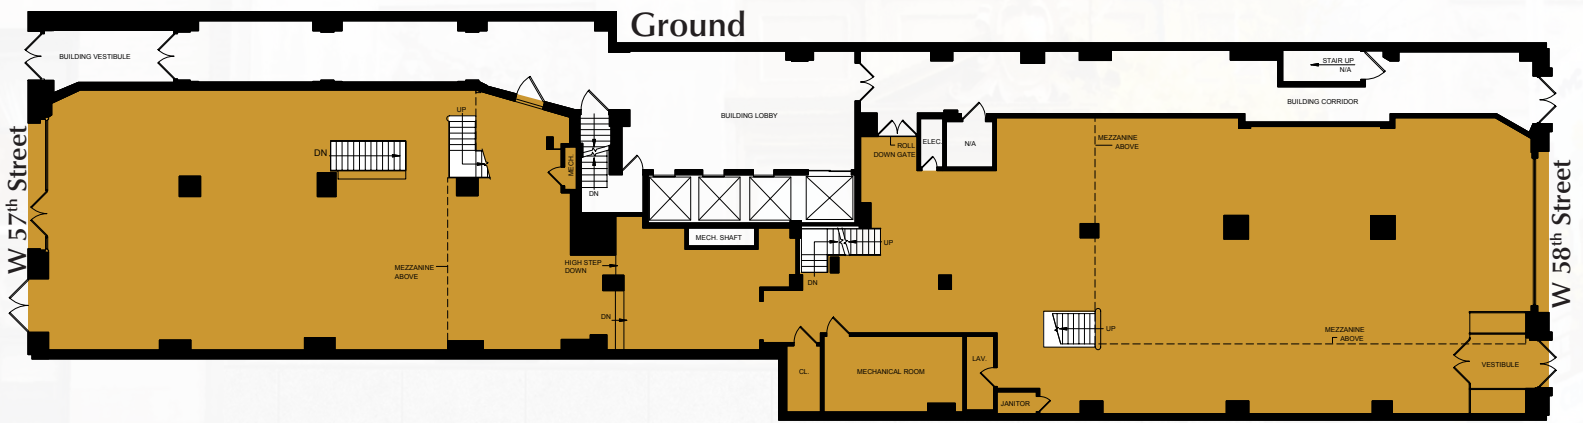 Ground
BUILDING VESTIBULE
STAIR UP
N/A
BUILDING CORRIDOR
UP
BUILDING LOBBY
MEZZANINE
ABOVE
ELEC.
N/A
ROLL
DOWN GATE
DN
MECH.
DN
W 57th Street
W 58th Street
MECH. SHAFT
UP
HIGH STEP
DOWN
MEZZANINE
ABOVE
DN
DN
UP
MEZZANINE
ABOVE
LAV.
CL.
MECHANICAL ROOM
VESTIBULE
JANITOR